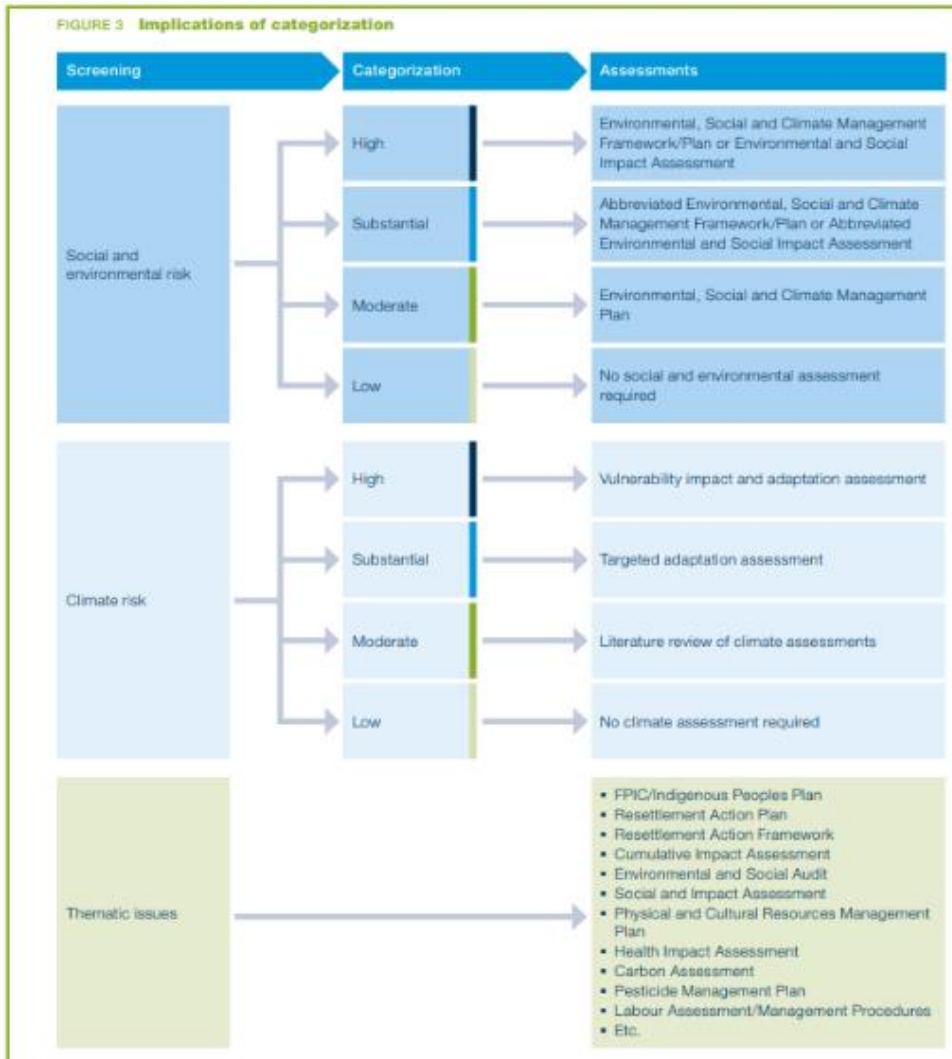 FIGURE 3 Implications of categorization
Screening
Categorization
Assessments
Social and
environmental risk
High
Environmental, Social and Climate Management
Framework/Plan or Environmental and Social
Impact Assessment
Substantial
Abbreviated Environmental, Social and Climate
Management Framework/Plan or Abbreviated
Environmental and Social Impact Assessment
Moderate
Environmental, Social and Climate Management
Plan
Low
No social and environmental assessment
required
Climate risk
High
Vulnerability impact and adaptation assessment
Substantial
Targeted adaptation assessment
Moderate
Literature review of climate assessments
Low
No climate assessment required
Thematic issues
▪ FPIC/Indigenous Peoples Plan
▪ Resettlement Action Plan
▪ Resettlement Action Framework
▪ Cumulative Impact Assessment
▪ Environmental and Social Audit
▪ Social and Impact Assessment
▪ Physical and Cultural Resources Management
Plan
▪ Health Impact Assessment
▪ Carbon Assessment
▪ Pesticide Management Plan
▪ Labour Assessment/Management Procedures
▪ Etc.